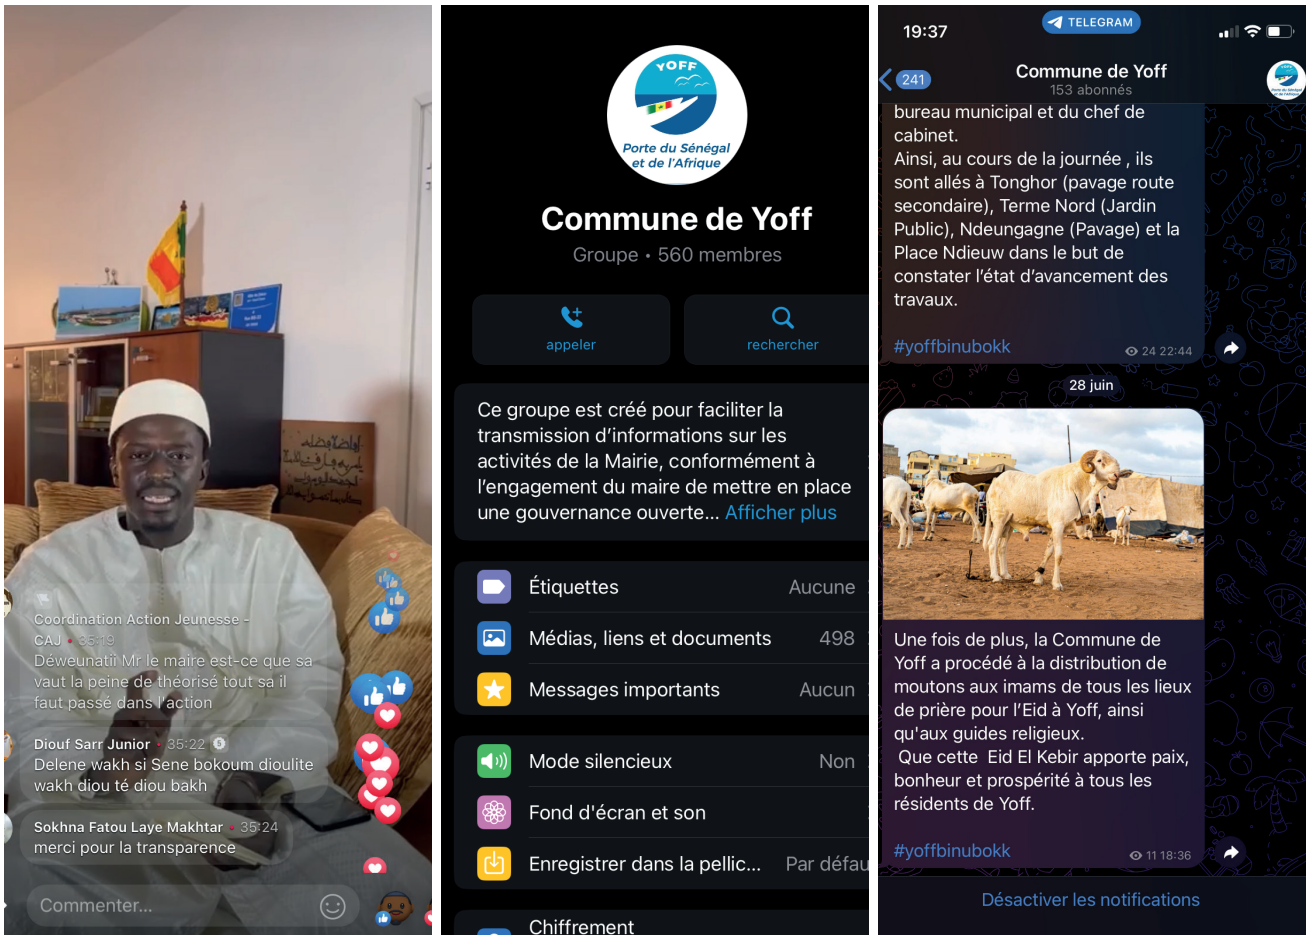 Coordination Action Jeunesse -
CAJ • 35:19
Déweunatii Mr le maire est-ce que sa
vaut la peine de théorisé tout sa il
faut passé dans l'action
Diouf Sarr Junior • 35:22
Delene wakh si Sene bokoum dioulite
wakh diou té diou bakh
Sokhna Fatou Laye Makhtar • 35:24
merci pour la transparence
Commenter...
YOFF
Porte du Sénégal
et de l'Afrique
Commune de Yoff
Groupe • 560 membres
appeler
rechercher
Ce groupe est créé pour faciliter la
transmission d'informations sur les
activités de la Mairie, conformément à
l'engagement du maire de mettre en place
une gouvernance ouverte... Afficher plus
Étiquettes Aucune
Médias, liens et documents 498
Messages importants Aucun
Mode silencieux Non
Fond d'écran et son
Enregistrer dans la pellic... Par défau
Chiffrement
19:37
TELEGRAM
241
Commune de Yoff
153 abonnés
YOFF
bureau municipal et du chef de
cabinet.
Ainsi, au cours de la journée , ils
sont allés à Tonghor (pavage route
secondaire), Terme Nord (Jardin
Public), Ndeungagne (Pavage) et la
Place Ndieuw dans le but de
constater l'état d'avancement des
travaux.
#yoffbinubokk
24 22:44
28 juin
Une fois de plus, la Commune de
Yoff a procédé à la distribution de
moutons aux imams de tous les lieux
de prière pour l'Eid à Yoff, ainsi
qu'aux guides religieux.
Que cette Eid El Kebir apporte paix,
bonheur et prospérité à tous les
résidents de Yoff.
#yoffbinubokk
11 18:36
Désactiver les notifications